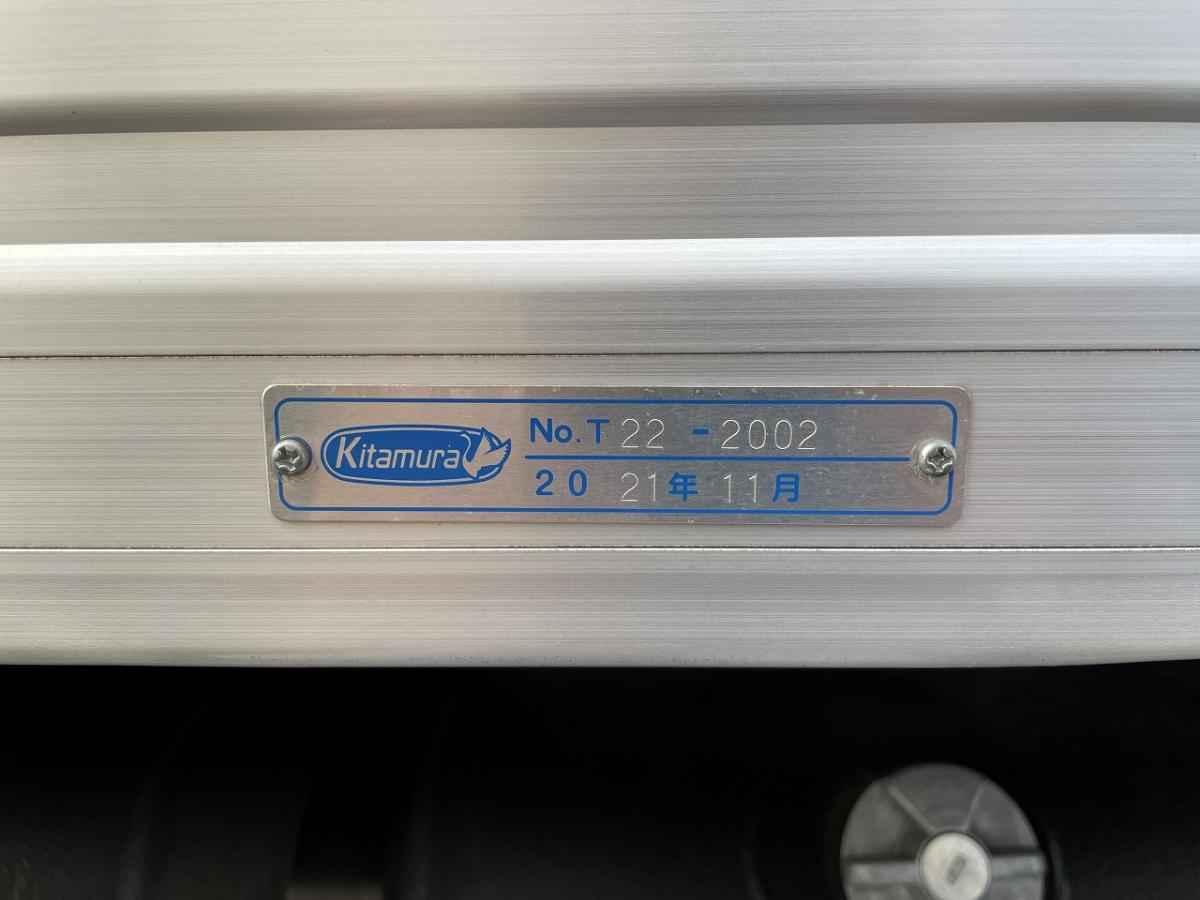 Kitamura
No.T 22 - 2002
20 21年 11月